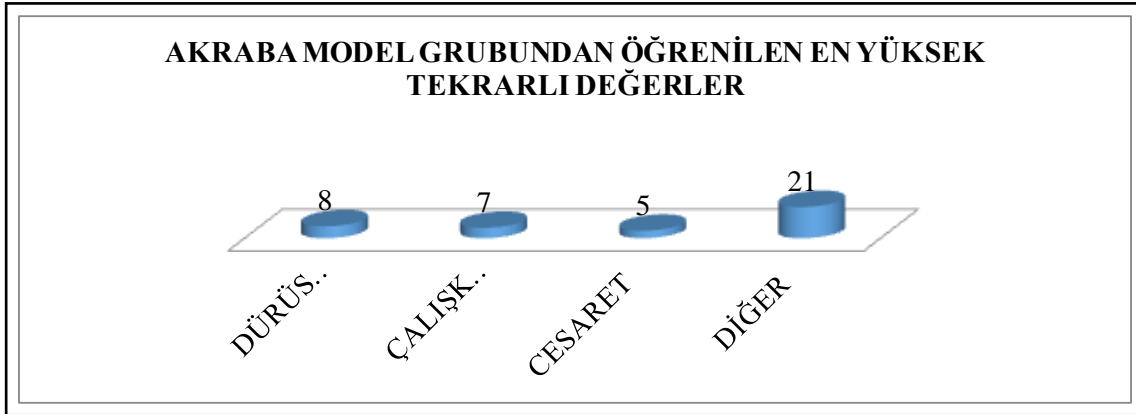 AKRABA MODEL GRUBUNDAN ÖĞRENİLEN EN YÜKSEK
TEKRARLI DEĞERLER
8
7
5
21
DÜRÜS..
ÇALIŞK..
CESARET
DİĞER